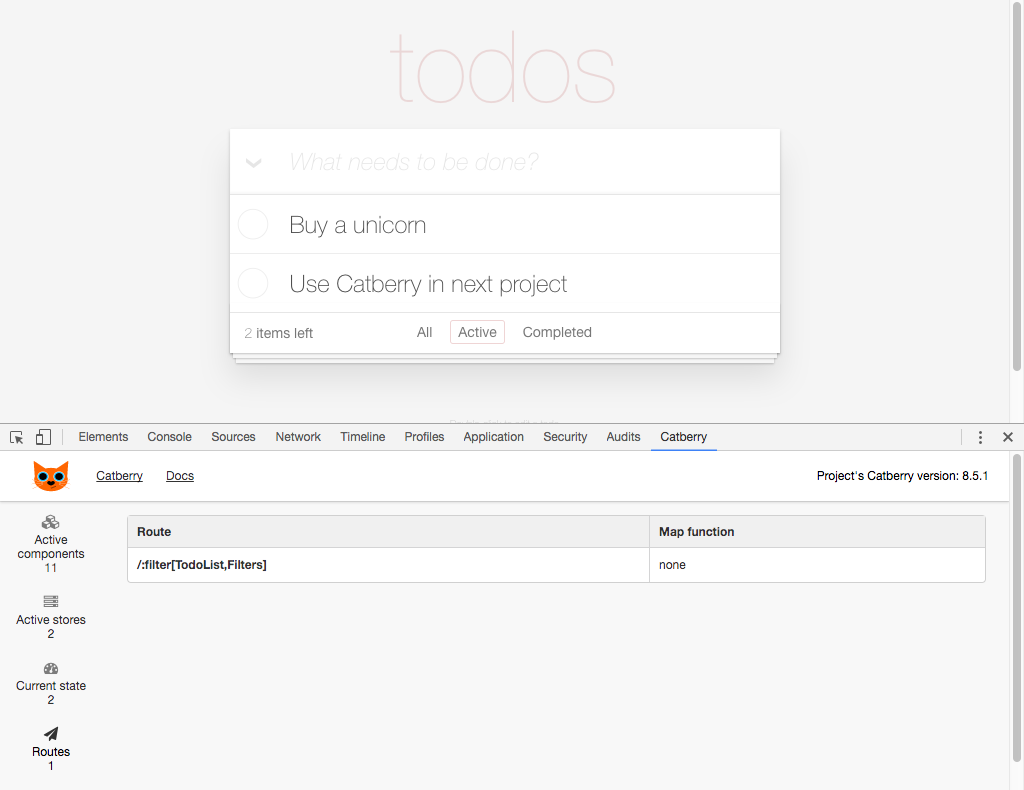 todos
What needs to be done?
Buy a unicorn
Use Catberry in next project
2 items left All Active Completed
Elements Console Sources Network Timeline Profiles Application Security Audits Catberry
Catberry Docs Project's Catberry version: 8.5.1
Active
components
11
Active stores
2
Current state
2
Routes
1
Route Map function
/:filter[TodoList,Filters] none